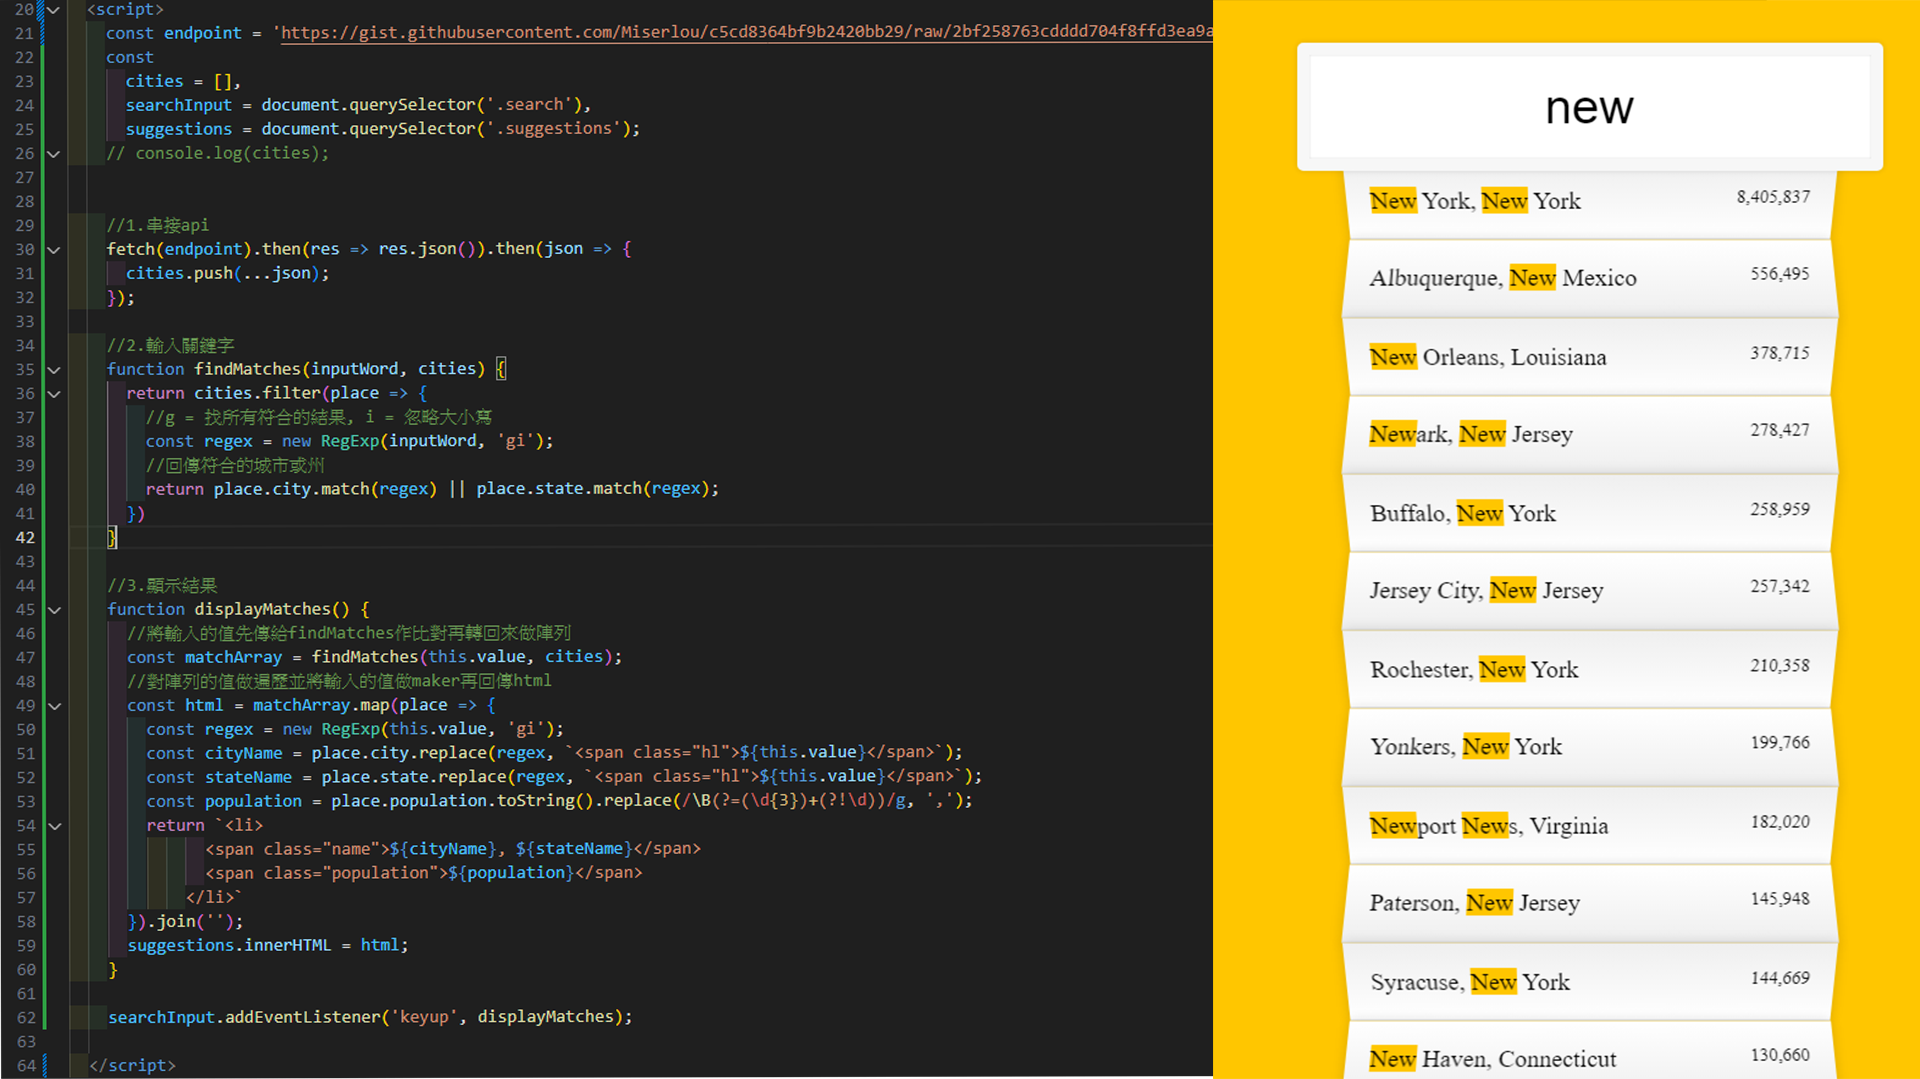 20 <script>
21 const endpoint = 'https://gist.githubusercontent.com/Miserlou/c5cd8364bf9b2420bb29/raw/2bf258763cdddd704f8ffd3ea9a
22 const
23 cities = [],
24 searchInput = document.querySelector('.search'),
25 suggestions = document.querySelector('.suggestions');
26 // console.log(cities);
27
28
29 //1.串接api
30 fetch(endpoint).then(res => res.json()).then(json => {
31 cities.push(...json);
32 });
33
34 //2.輸入關鍵字
35 function findMatches(inputWord, cities) {
36 return cities.filter(place => {
37 //g = 找所有符合的結果, i = 忽略大小寫
38 const regex = new RegExp(inputWord, 'gi');
39 //回傳符合的城市或州
40 return place.city.match(regex) || place.state.match(regex);
41 })
42 }
43
44 //3.顯示結果
45 function displayMatches() {
46 //將輸入的值先傳給findMatches作比對再轉回來做陣列
47 const matchArray = findMatches(this.value, cities);
48 //對陣列的值做遍歷並將輸入的值做maker再回傳html
49 const html = matchArray.map(place => {
50 const regex = new RegExp(this.value, 'gi');
51 const cityName = place.city.replace(regex, `<span class="hl">${this.value}</span>`);
52 const stateName = place.state.replace(regex, `<span class="hl">${this.value}</span>`);
53 const population = place.population.toString().replace(/\B(?=(\d{3})+(?!\d))/g, ',');
54 return `<li>
55 <span class="name">${cityName}, ${stateName}</span>
56 <span class="population">${population}</span>
57 </li>`
58 }).join('');
59 suggestions.innerHTML = html;
60 }
61
62 searchInput.addEventListener('keyup', displayMatches);
63
64 </script>
new
New York, New York 8,405,837
Albuquerque, New Mexico 556,495
New Orleans, Louisiana 378,715
Newark, New Jersey 278,427
Buffalo, New York 258,959
Jersey City, New Jersey 257,342
Rochester, New York 210,358
Yonkers, New York 199,766
Newport News, Virginia 182,020
Paterson, New Jersey 145,948
Syracuse, New York 144,669
New Haven, Connecticut 130,660